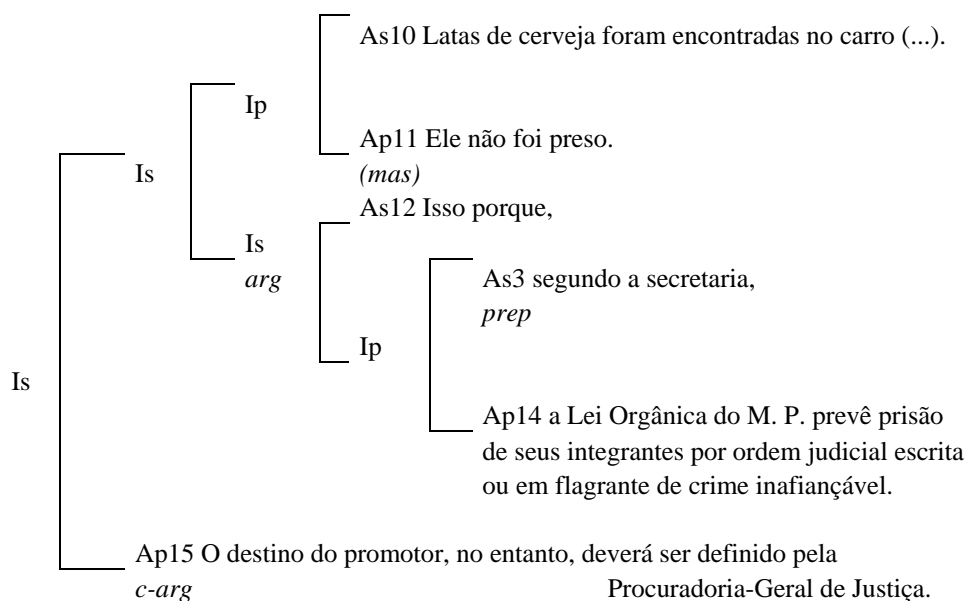 As10 Latas de cerveja foram encontradas no carro (...).
Ip
Ap11 Ele não foi preso.
(mas)
Is
As12 Isso porque,
Is
arg
As3 segundo a secretaria,
prep
Ip
Is
Ap14 a Lei Orgânica do M. P. prevê prisão
de seus integrantes por ordem judicial escrita
ou em flagrante de crime inafiançável.
Ap15 O destino do promotor, no entanto, deverá ser definido pela
c-arg Procuradoria-Geral de Justiça.